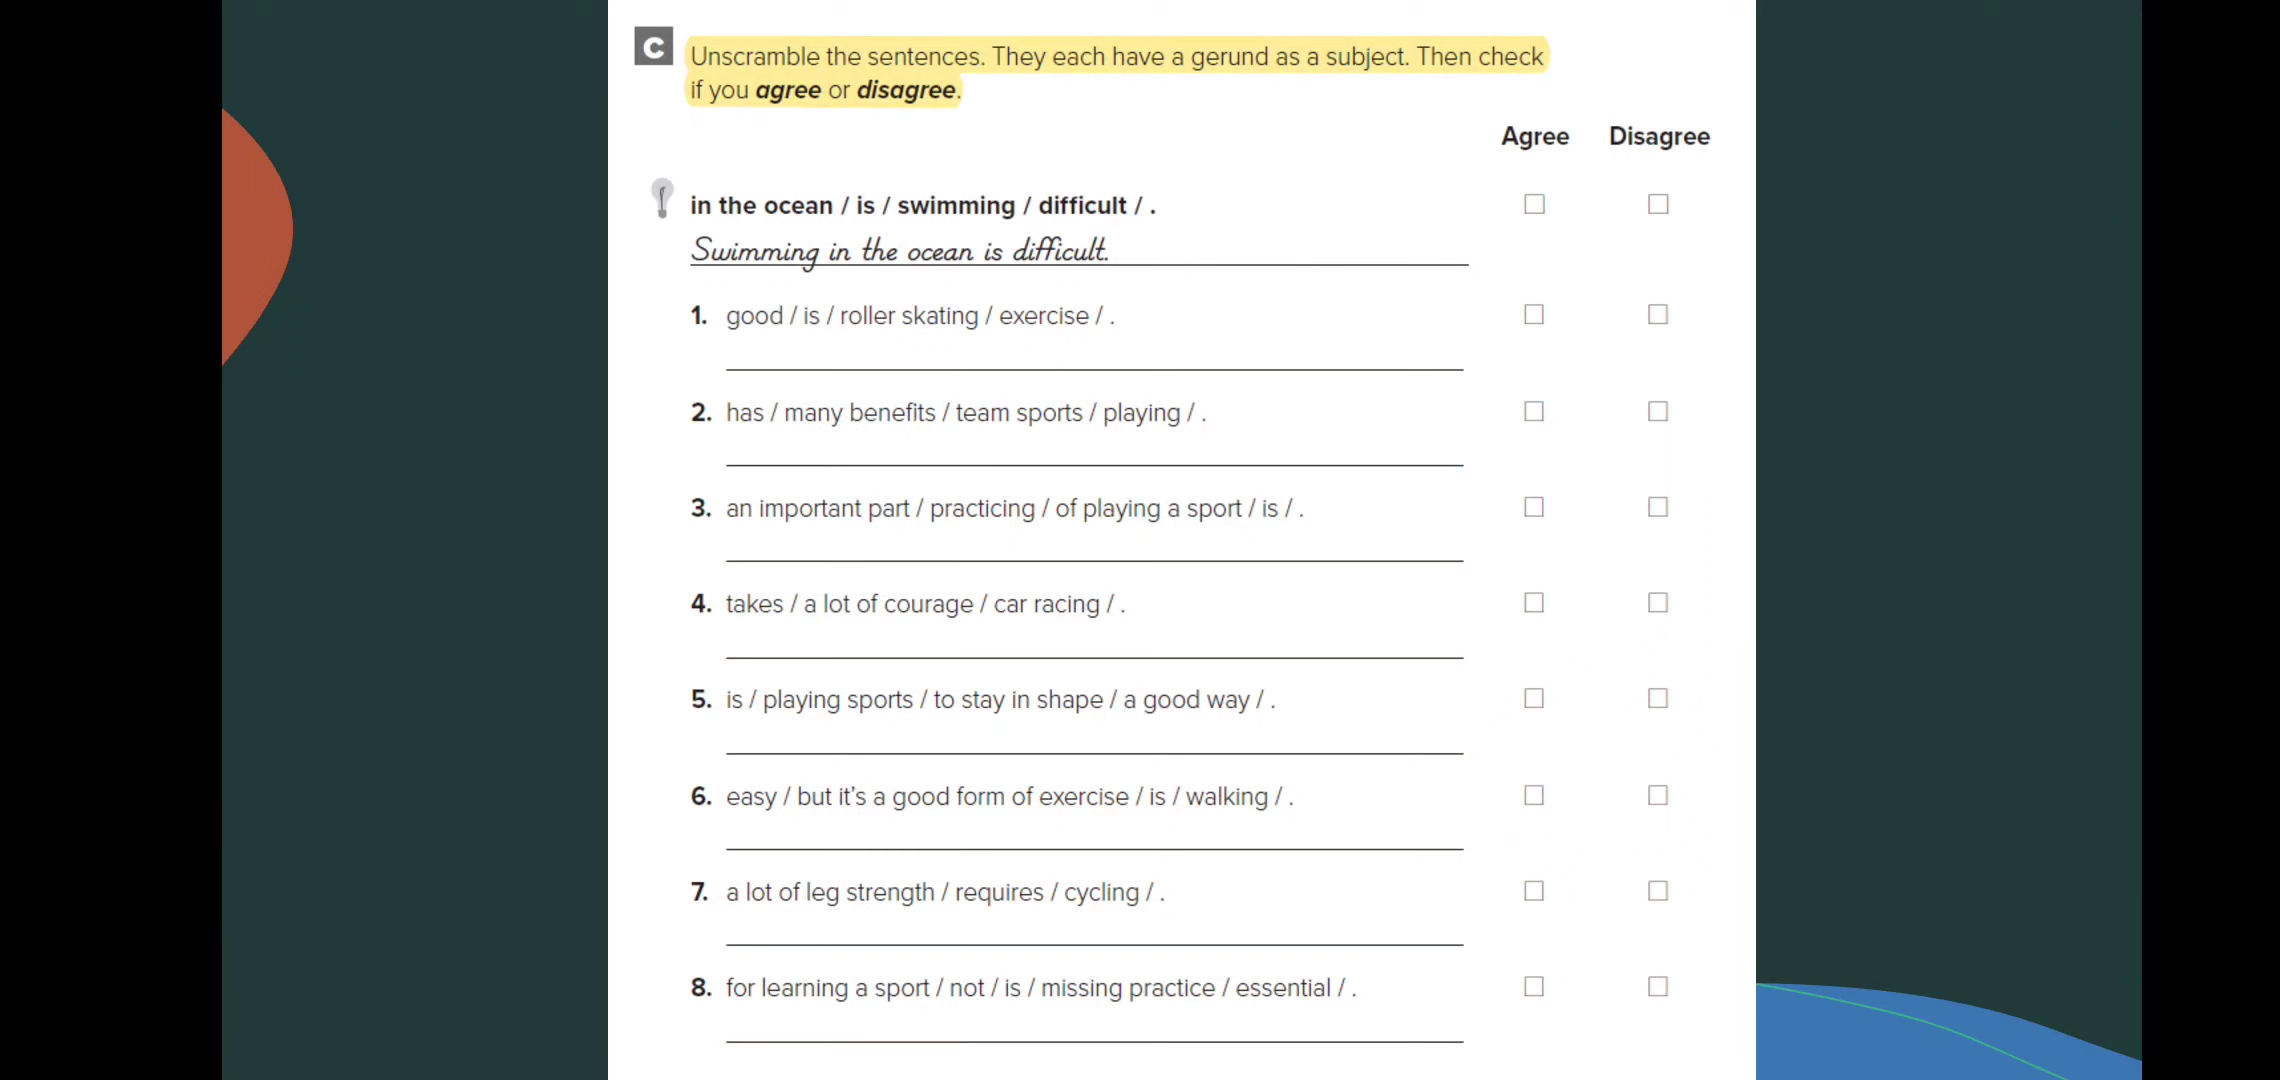 C Unscramble the sentences. They each have a gerund as a subject. Then check
if you agree or disagree.
Agree Disagree
in the ocean / is / swimming / difficult / .
Swimming in the ocean is difficult.
1. good / is / roller skating / exercise / .
2. has / many benefits / team sports / playing / .
3. an important part / practicing / of playing a sport / is / .
4. takes / a lot of courage / car racing / .
5. is / playing sports / to stay in shape / a good way / .
6. easy / but it's a good form of exercise / is / walking / .
7. a lot of leg strength / requires / cycling / .
8. for learning a sport / not / is / missing practice / essential / .